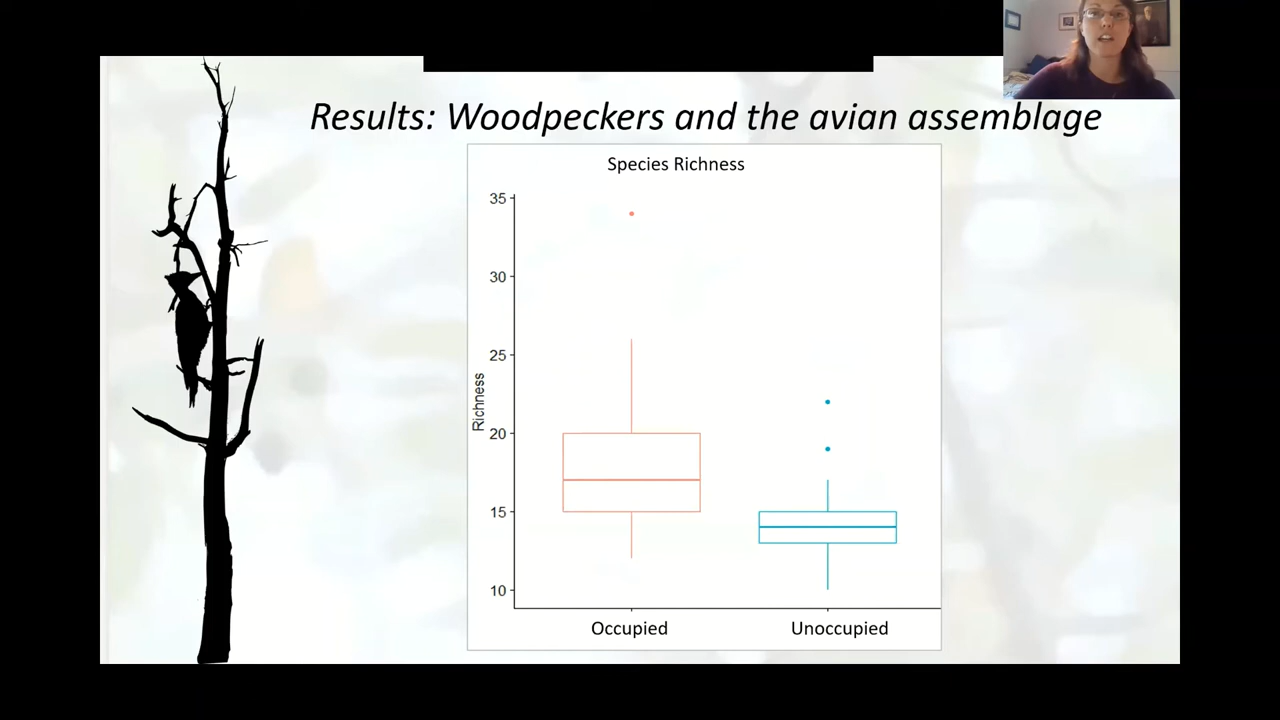 Results: Woodpeckers and the avian assemblage
Species Richness
35
30
25
20
15
10
Richness
Occupied
Unoccupied